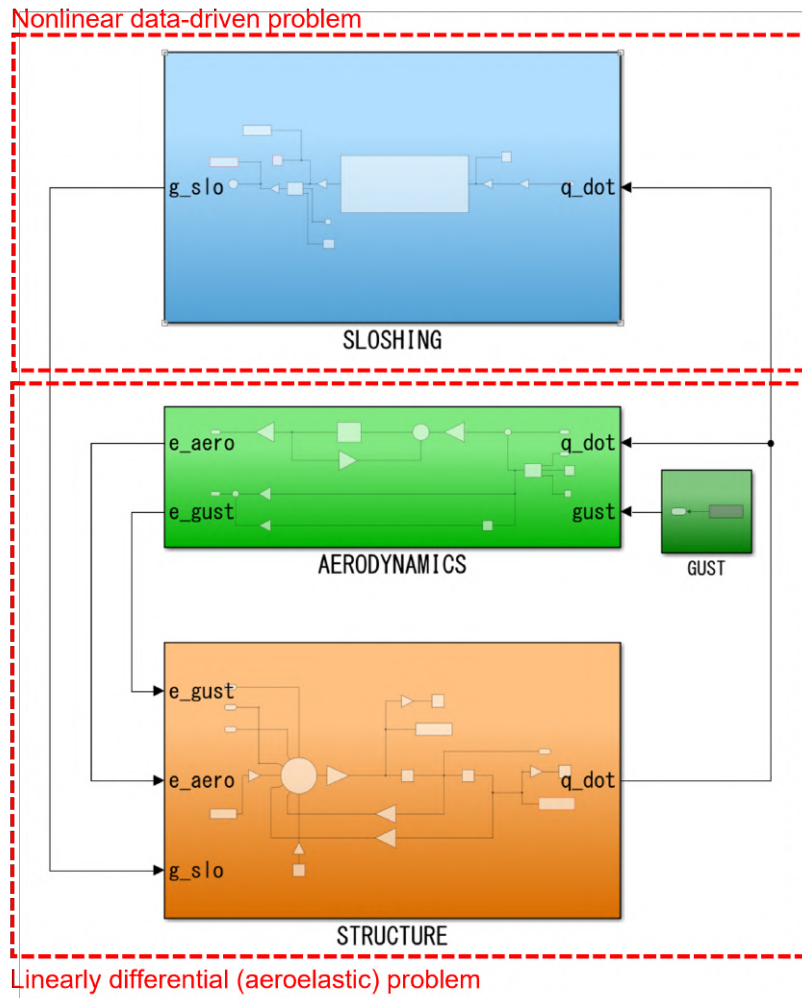 Nonlinear data-driven problem
g_slo
q_dot
SLOSHING
e_aero
q_dot
e_gust
gust
AERODYNAMICS
GUST
e_gust
e_aero
q_dot
g_slo
STRUCTURE
Linearly differential (aeroelastic) problem